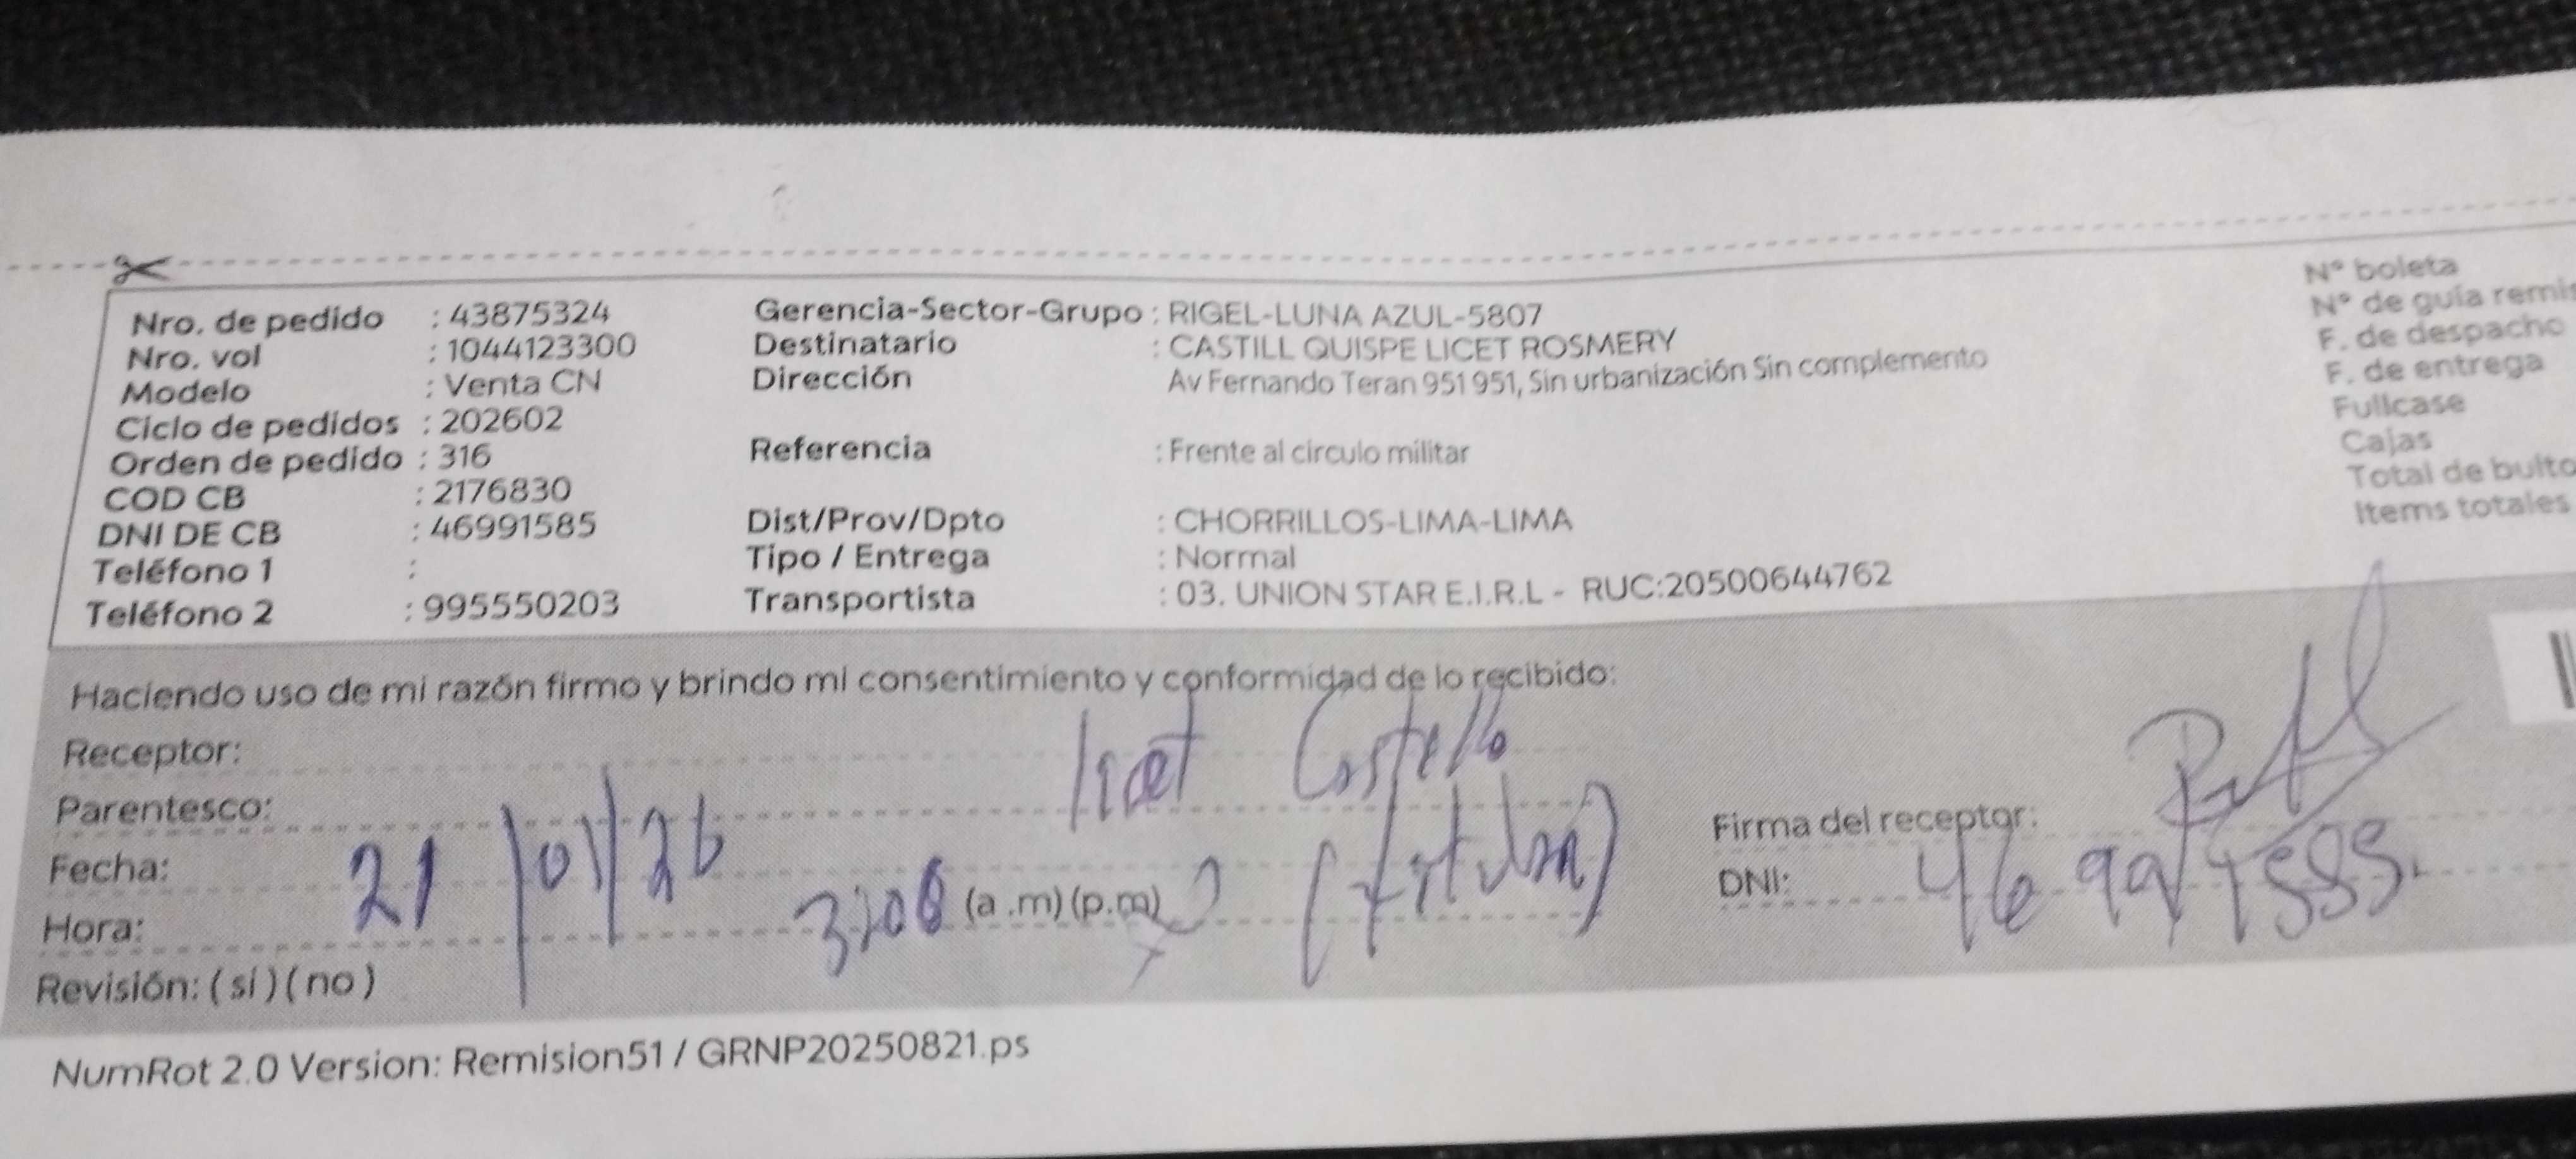 Nro. de pedido : 43875324
Nro. vol : 1044123300
Modelo : Venta CN
Ciclo de pedidos : 202602
Orden de pedido : 316
COD CB : 2176830
DNI DE CB : 46991585
Teléfono 1 :
Teléfono 2 : 995550203
Gerencia-Sector-Grupo : RIGEL-LUNA AZUL-5807
Destinatario : CASTILL QUISPE LICET ROSMERY
Dirección Av Fernando Teran 951 951, Sin urbanización Sin complemento
Referencia : Frente al circulo militar
Dist/Prov/Dpto : CHORRILLOS-LIMA-LIMA
Tipo / Entrega : Normal
Transportista : 03. UNION STAR E.I.R.L - RUC:20500644762
N° boleta
N° de guía remis
F. de despacho
F. de entrega
Fullcase
Cajas
Total de bulto
Items totales
Haciendo uso de mi razón firmo y brindo mi consentimiento y conformidad de lo recibido:
Receptor: licet Castillo
Parentesco: (titular)
Fecha: 21/01/26
Hora: (a .m) (p.m)
Revisión: ( sí ) ( no )
Firma del receptor:
DNI: 46991585
NumRot 2.0 Version: Remision51 / GRNP20250821.ps